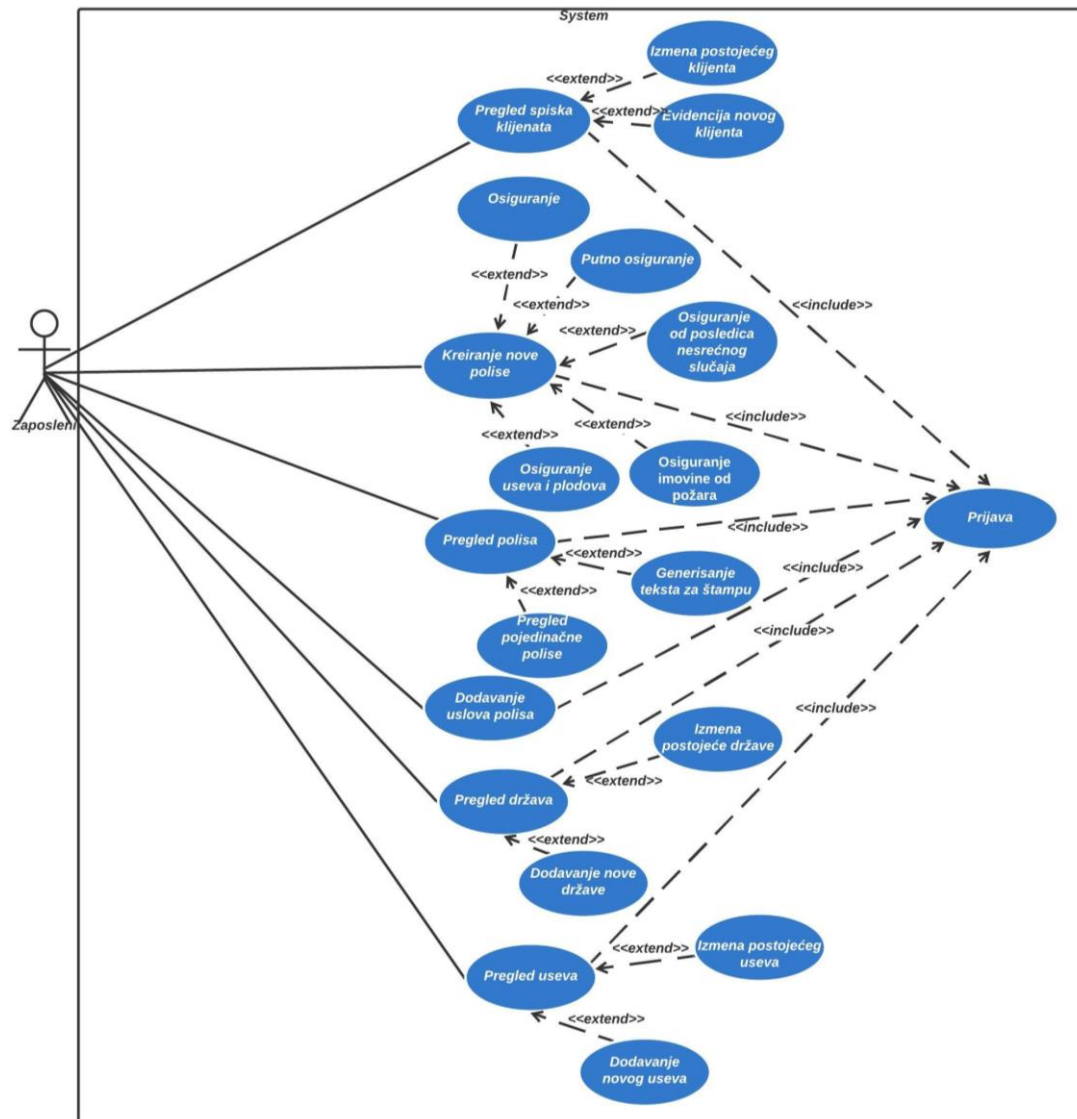 System
Izmena postojećeg
klijenta
<<extend>>
Pregled spiska
klijenata
<<extend>>
Evidencija novog
klijenta
Osiguranje
Putno osiguranje
<<extend>>
<<extend>>
<<include>>
Osiguranje
od posledica
nesrećnog
slučaja
<<extend>>
Kreiranje nove
polise
Zaposleni
<<include>>
<<extend>>
<<extend>>
Osiguranje
useva i plodova
Osiguranje
imovine od
požara
Prijava
Pregled polisa
<<include>>
<<extend>>
<<include>>
Generisanje
teksta za štampu
<<extend>>
Pregled
pojedinačne
polise
<<include>>
Dodavanje
uslova polisa
<<include>>
Izmena
postojeće države
<<extend>>
Pregled država
<<extend>>
Dodavanje nove
države
Izmena postojećeg
useva
<<extend>>
Pregled useva
<<extend>>
Dodavanje
novog useva